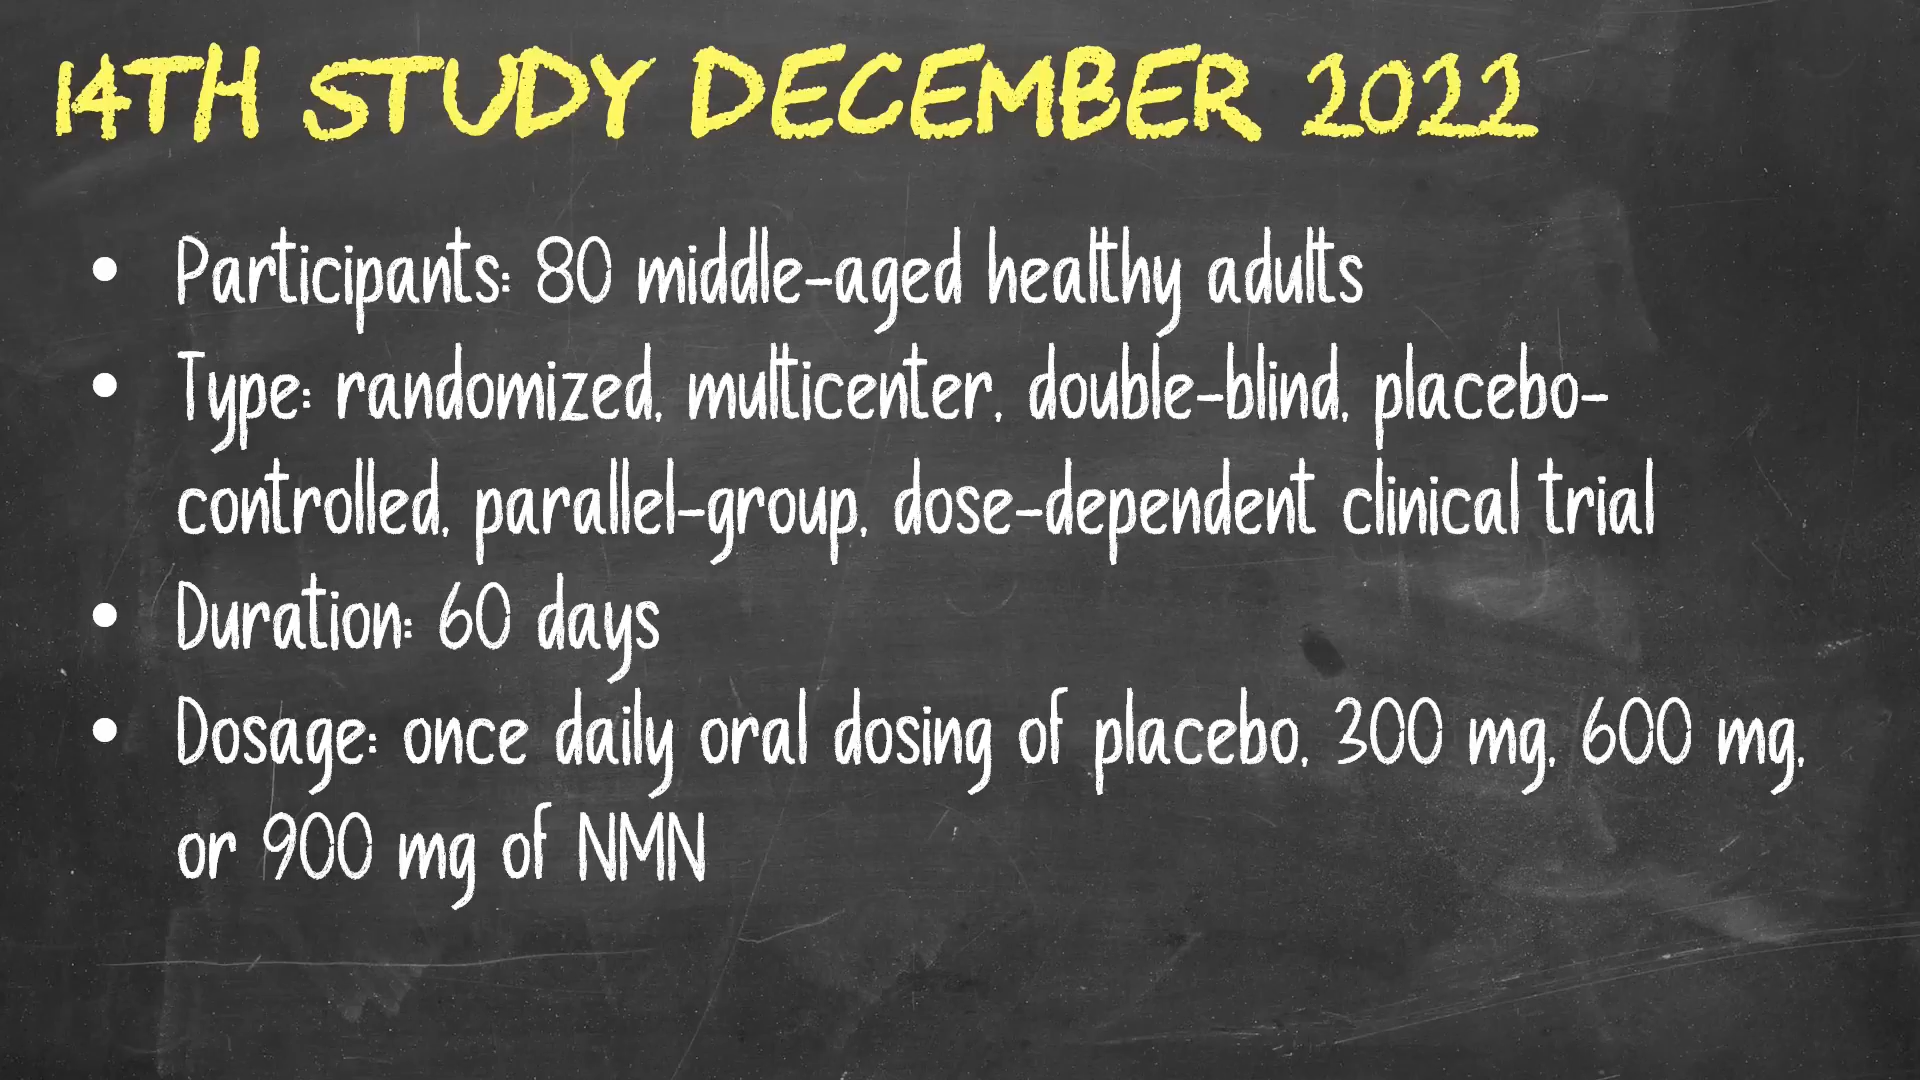 14TH STUDY DECEMBER 2022
• Participants: 80 middle-aged healthy adults
• Type: randomized, multicenter, double-blind, placebo-
controlled, parallel-group, dose-dependent clinical trial
• Duration: 60 days
• Dosage: once daily oral dosing of placebo, 300 mg, 600 mg,
or 900 mg of NMN